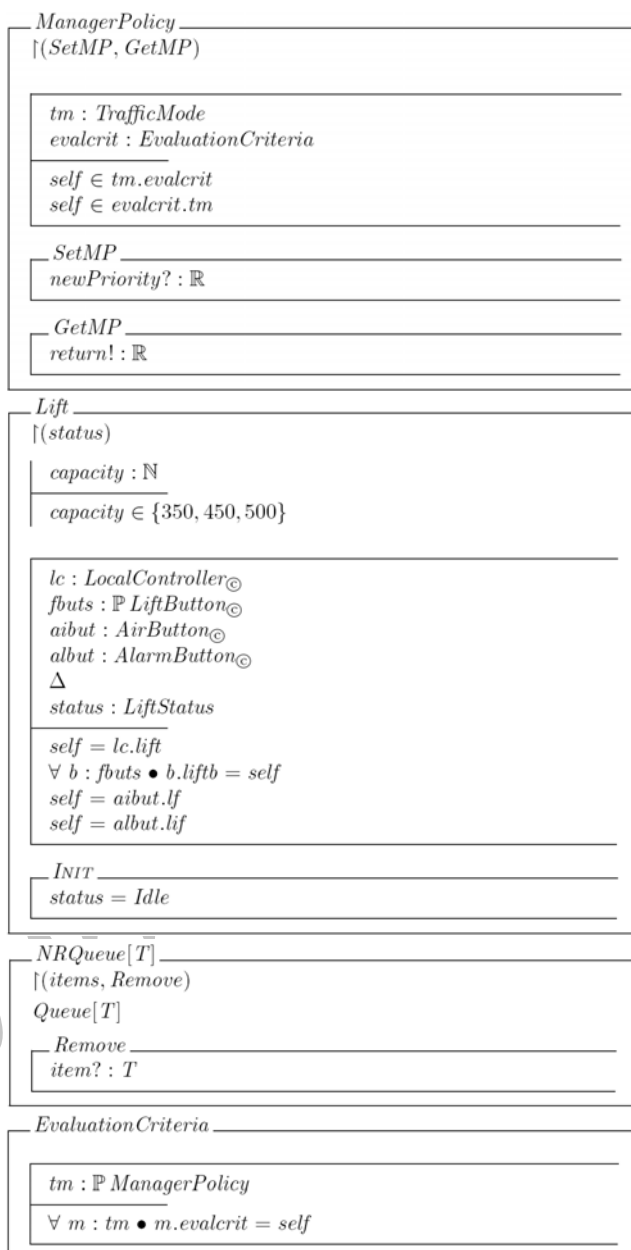 ManagerPolicy
↾(SetMP, GetMP)
tm : TrafficMode
evalcrit : EvaluationCriteria
self ∈ tm.evalcrit
self ∈ evalcrit.tm
SetMP
newPriority? : ℝ
GetMP
return! : ℝ
Lift
↾(status)
capacity : ℕ
capacity ∈ {350, 450, 500}
lc : LocalController©
fbuts : ℙ LiftButton©
aibut : AirButton©
albut : AlarmButton©
Δ
status : LiftStatus
self = lc.lift
∀ b : fbuts • b.liftb = self
self = aibut.lf
self = albut.lif
INIT
status = Idle
NRQueue[T]
↾(items, Remove)
Queue[T]
Remove
item? : T
EvaluationCriteria
tm : ℙ ManagerPolicy
∀ m : tm • m.evalcrit = self